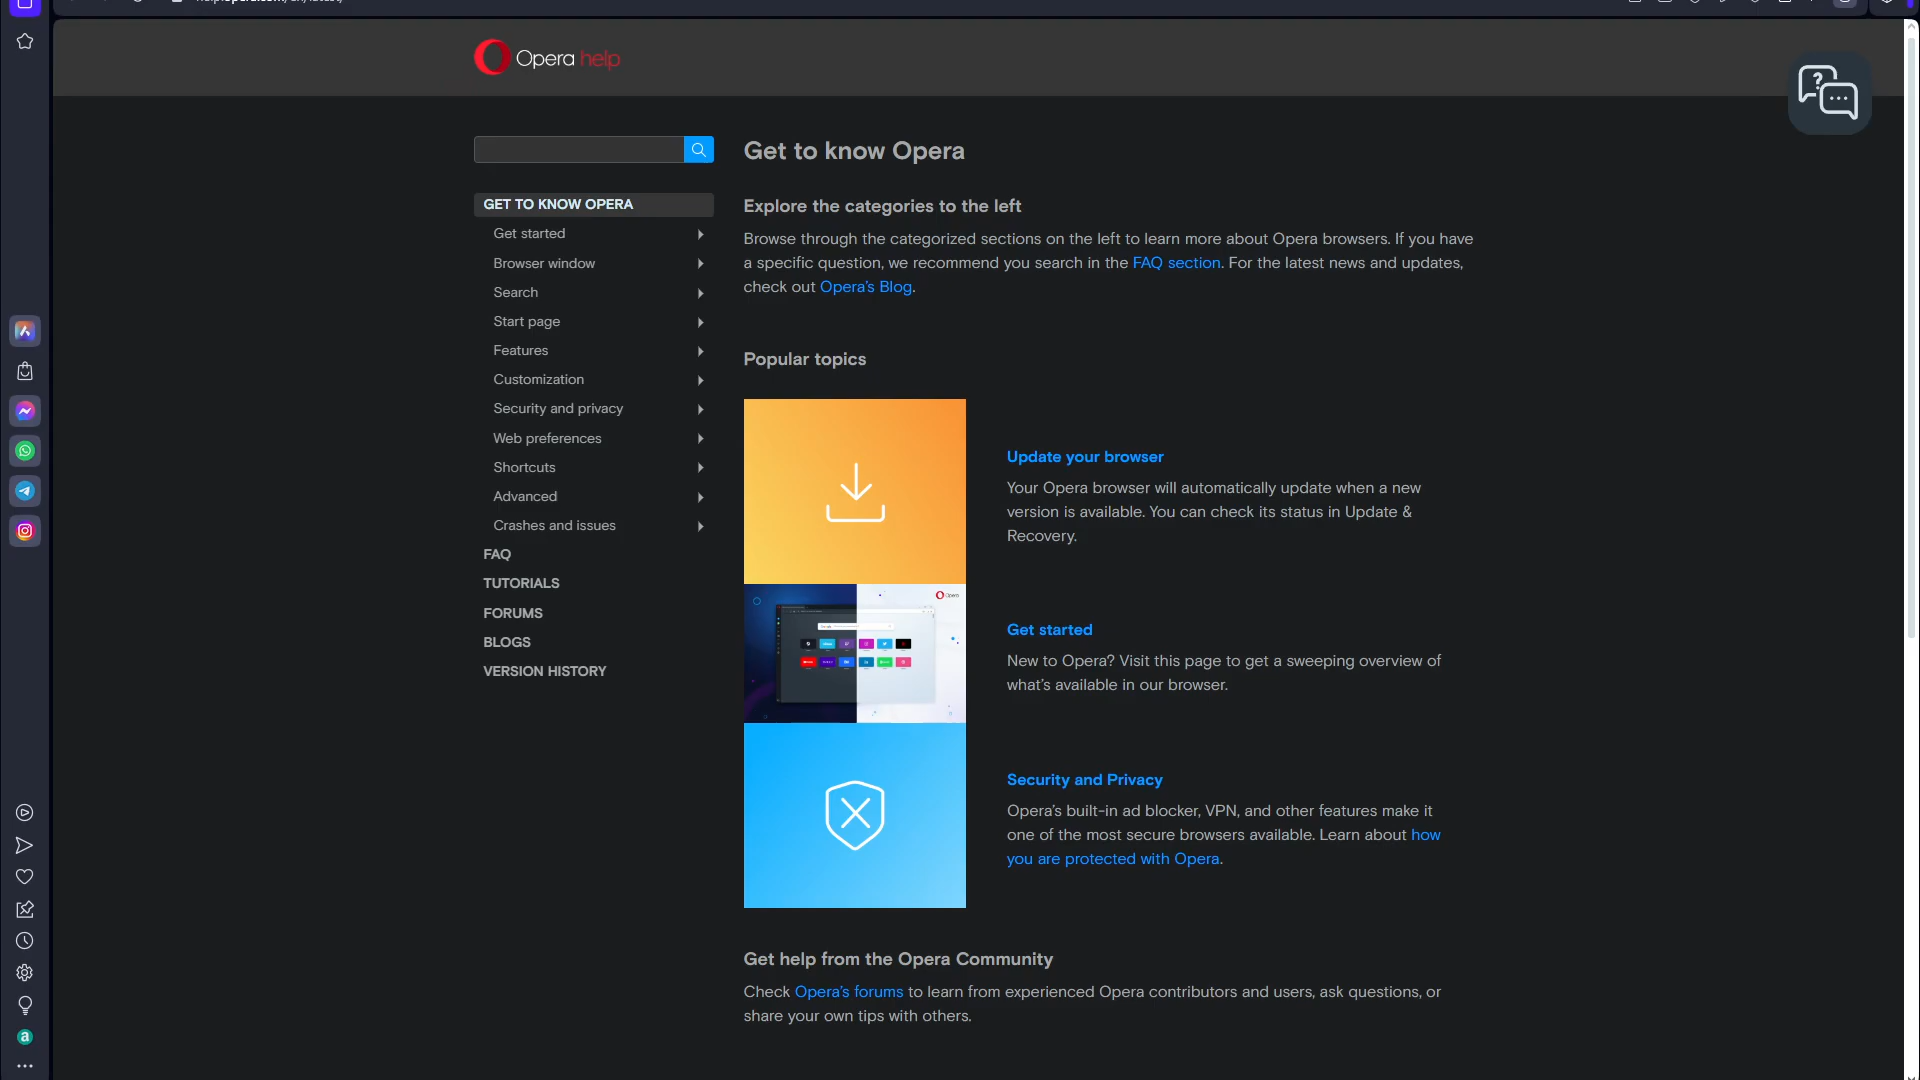 Opera help
Get to know Opera
GET TO KNOW OPERA
Get started
Browser window
Search
Start page
Features
Customization
Security and privacy
Web preferences
Shortcuts
Advanced
Crashes and issues
FAQ
TUTORIALS
FORUMS
BLOGS
VERSION HISTORY
Explore the categories to the left
Browse through the categorized sections on the left to learn more about Opera browsers. If you have
a specific question, we recommend you search in the FAQ section. For the latest news and updates,
check out Opera's Blog.
Popular topics
Update your browser
Your Opera browser will automatically update when a new
version is available. You can check its status in Update &
Recovery.
Opera
Get started
New to Opera? Visit this page to get a sweeping overview of
what's available in our browser.
Security and Privacy
Opera's built-in ad blocker, VPN, and other features make it
one of the most secure browsers available. Learn about how
you are protected with Opera.
Get help from the Opera Community
Check Opera's forums to learn from experienced Opera contributors and users, ask questions, or
share your own tips with others.